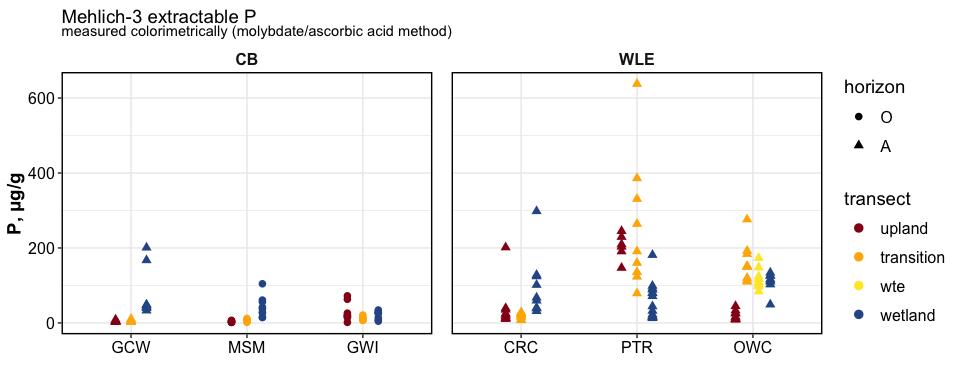 Mehlich-3 extractable P
measured colorimetrically (molybdate/ascorbic acid method)
CB
WLE
P, µg/g
600
400
200
0
GCW
MSM
GWI
CRC
PTR
OWC
horizon
O
A
transect
upland
transition
wte
wetland